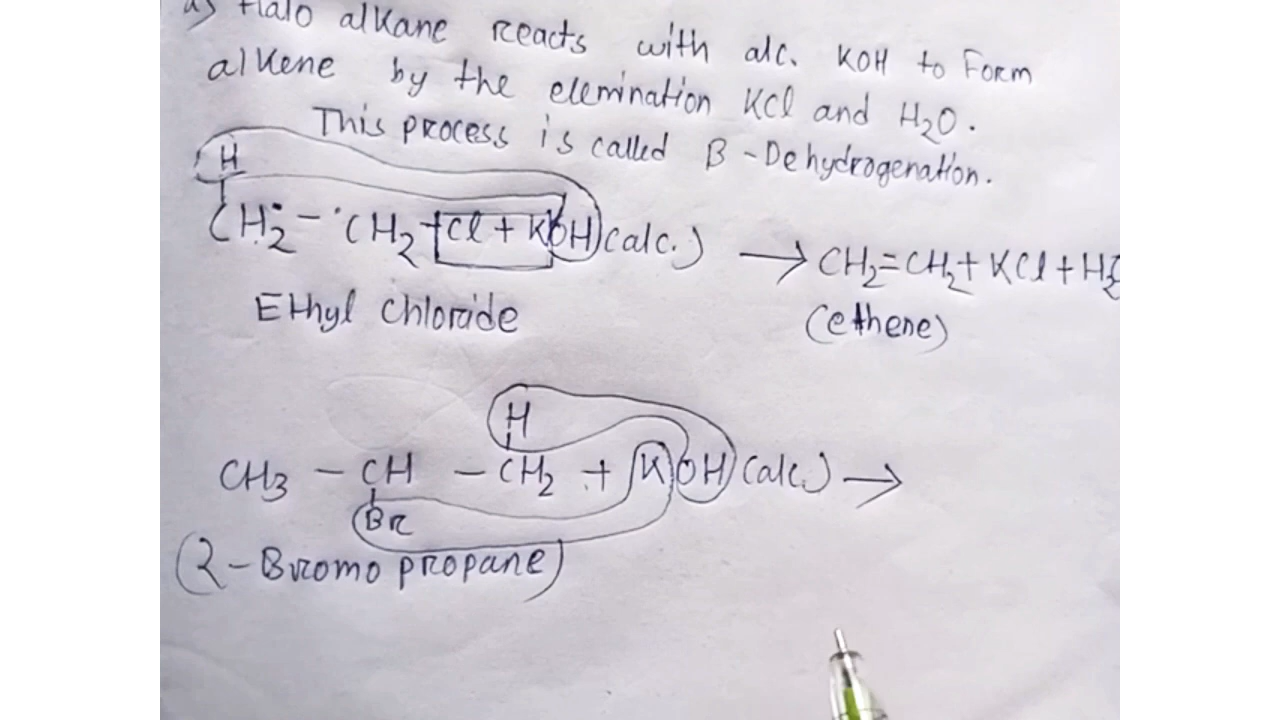 a) Halo alkane reacts with alc. KOH to Form
alkene by the elemination KCl and H₂O.
This process is called B-Dehydrogenation.
H
CH₂ - CH₂ - Cl + KOH (alc.) → CH₂=CH₂ + KCl + H₂
Ethyl Chloride (ethene)
H
CH₃ - CH - CH₂ + KOH (alc.) →
Br
(2-Bromo propane)